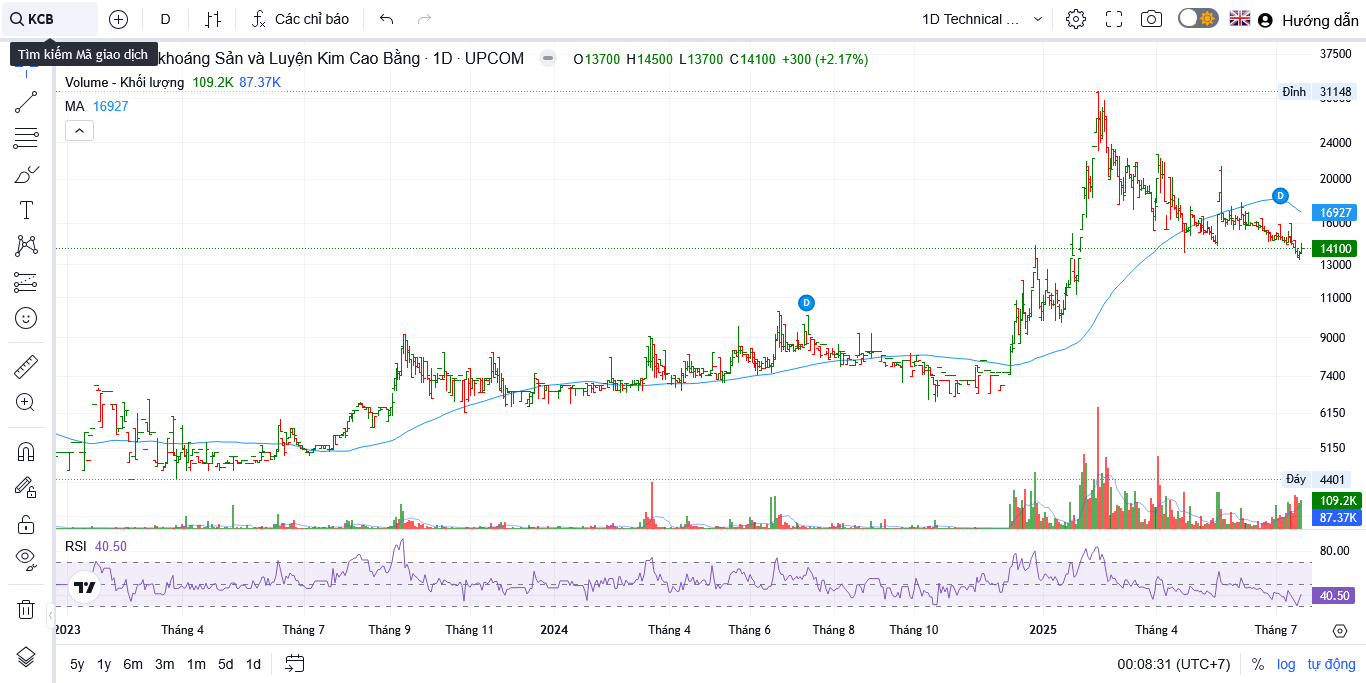 KCB D Các chỉ báo 1D Technical ... Hướng dẫn
Tìm kiếm Mã giao dịch
khoáng Sản và Luyện Kim Cao Bằng · 1D · UPCOM O13700 H14500 L13700 C14100 +300 (+2.17%)
Volume - Khối lượng 109.2K 87.37K
MA 16927
37500
Đỉnh 31148
30000
24000
20000
D
16927
16000
14100
13000
11000
D
9000
7400
6150
5150
Đáy 4401
109.2K
87.37K
RSI 40.50
80.00
40.50
2023 Tháng 4 Tháng 7 Tháng 9 Tháng 11 2024 Tháng 4 Tháng 6 Tháng 8 Tháng 10 2025 Tháng 4 Tháng 7
5y 1y 6m 3m 1m 5d 1d 00:08:31 (UTC+7) % log tự động